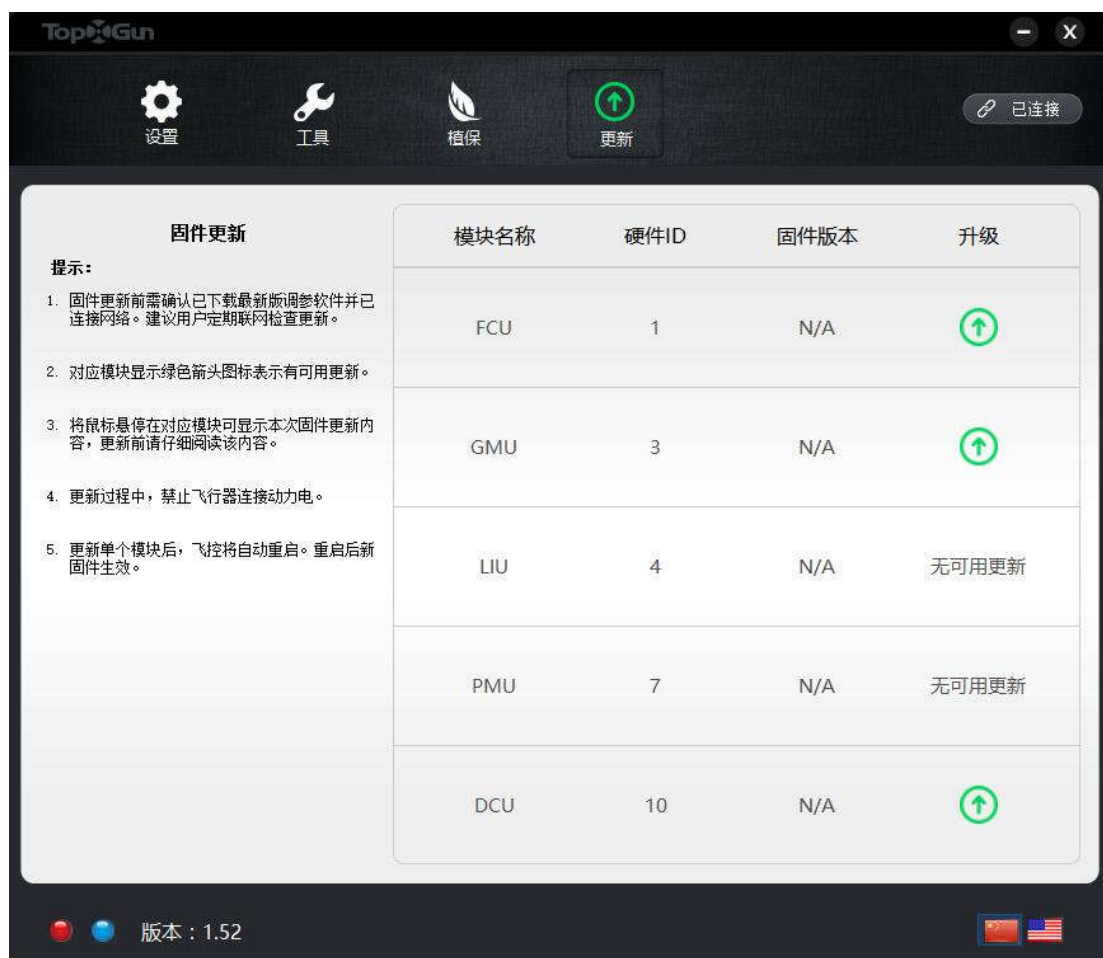 TopXGun
设置 工具 植保 更新
已连接
固件更新
提示：
1. 固件更新前需确认已下载最新版调参软件并已
连接网络。建议用户定期联网检查更新。
2. 对应模块显示绿色箭头图标表示有可用更新。
3. 将鼠标悬停在对应模块可显示本次固件更新内
容，更新前请仔细阅读该内容。
4. 更新过程中，禁止飞行器连接动力电。
5. 更新单个模块后，飞控将自动重启。重启后新
固件生效。
模块名称 硬件ID 固件版本 升级
FCU 1 N/A
GMU 3 N/A
LIU 4 N/A 无可用更新
PMU 7 N/A 无可用更新
DCU 10 N/A
版本：1.52